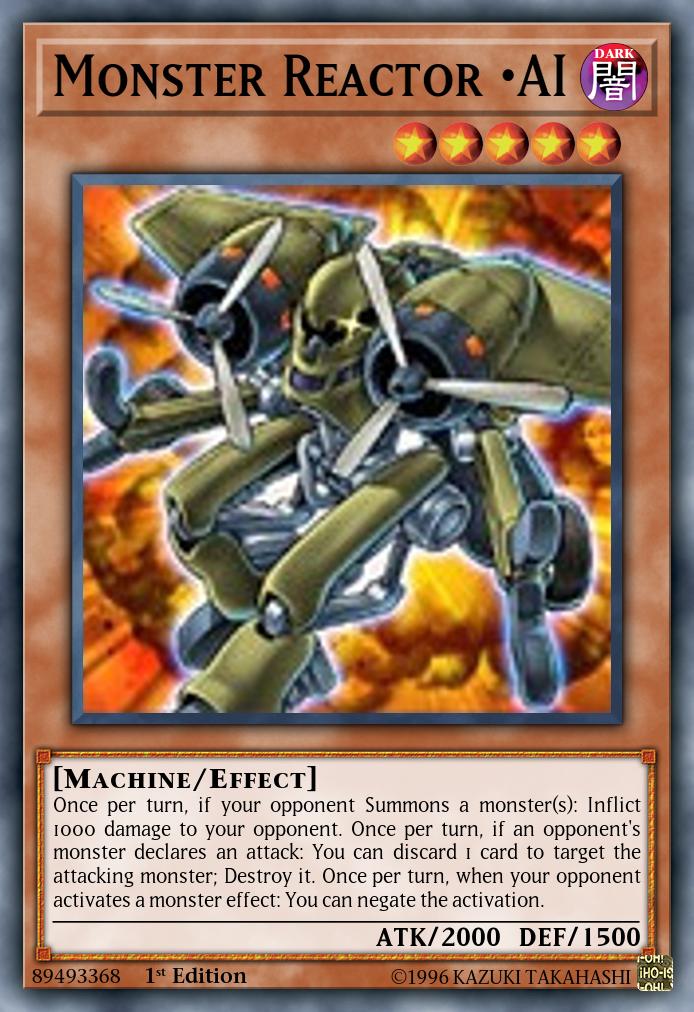 MONSTER REACTOR •AI
DARK
闇
[MACHINE/EFFECT]
Once per turn, if your opponent Summons a monster(s): Inflict
1000 damage to your opponent. Once per turn, if an opponent's
monster declares an attack: You can discard 1 card to target the
attacking monster; Destroy it. Once per turn, when your opponent
activates a monster effect: You can negate the activation.
ATK/2000 DEF/1500
89493368 1st Edition ©1996 KAZUKI TAKAHASHI